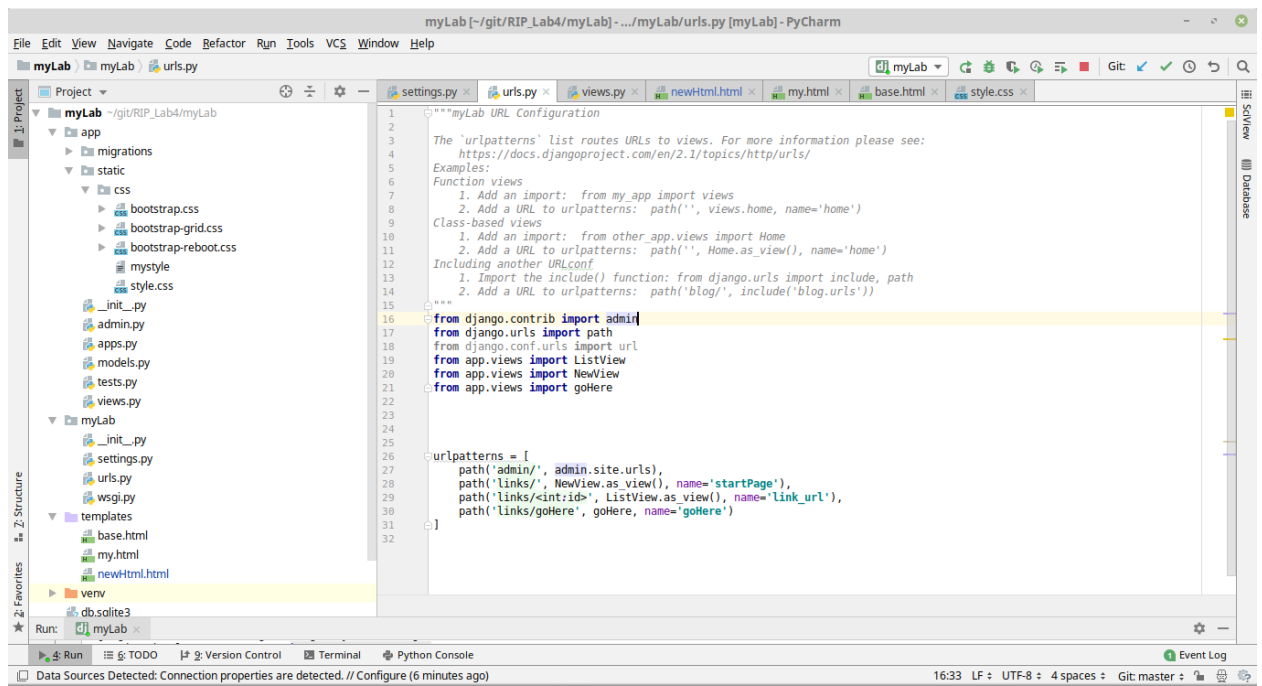 myLab [~/git/RIP_Lab4/myLab] - .../myLab/urls.py [myLab] - PyCharm
File Edit View Navigate Code Refactor Run Tools VCS Window Help
myLab myLab urls.py myLab Git:
Project settings.py urls.py views.py newHtml.html my.html base.html style.css
1: Project
Z: Structure
2: Favorites
SciView
Database
myLab ~/git/RIP_Lab4/myLab
app
migrations
static
css
bootstrap.css
bootstrap-grid.css
bootstrap-reboot.css
mystyle
style.css
__init__.py
admin.py
apps.py
models.py
tests.py
views.py
myLab
__init__.py
settings.py
urls.py
wsgi.py
templates
base.html
my.html
newHtml.html
venv
db.sqlite3
1 """myLab URL Configuration
2
3 The `urlpatterns` list routes URLs to views. For more information please see:
4     https://docs.djangoproject.com/en/2.1/topics/http/urls/
5 Examples:
6 Function views
7     1. Add an import:  from my_app import views
8     2. Add a URL to urlpatterns:  path('', views.home, name='home')
9 Class-based views
10     1. Add an import:  from other_app.views import Home
11     2. Add a URL to urlpatterns:  path('', Home.as_view(), name='home')
12 Including another URLconf
13     1. Import the include() function: from django.urls import include, path
14     2. Add a URL to urlpatterns:  path('blog/', include('blog.urls'))
15 """
16 from django.contrib import admin
17 from django.urls import path
18 from django.conf.urls import url
19 from app.views import ListView
20 from app.views import NewView
21 from app.views import goHere
22
23
24
25
26 urlpatterns = [
27     path('admin/', admin.site.urls),
28     path('links/', NewView.as_view(), name='startPage'),
29     path('links/<int:id>', ListView.as_view(), name='link_url'),
30     path('links/goHere', goHere, name='goHere')
31 ]
32
Run: myLab
4: Run 6: TODO 9: Version Control Terminal Python Console 1 Event Log
Data Sources Detected: Connection properties are detected. // Configure (6 minutes ago) 16:33 LF UTF-8 4 spaces Git: master